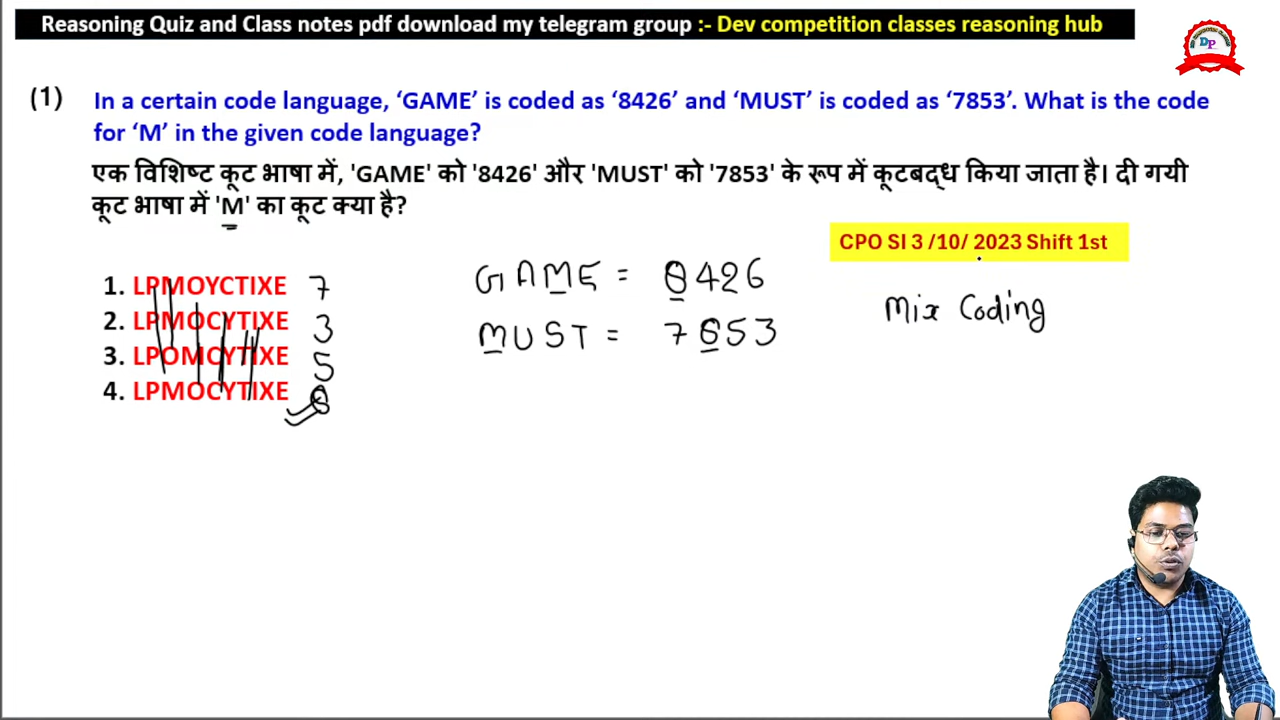 Reasoning Quiz and Class notes pdf download my telegram group :- Dev competition classes reasoning hub
DP
(1) In a certain code language, ‘GAME’ is coded as ‘8426’ and ‘MUST’ is coded as ‘7853’. What is the code
for ‘M’ in the given code language?
एक विशिष्ट कूट भाषा में, 'GAME' को '8426' और 'MUST' को '7853' के रूप में कूटबद्ध किया जाता है। दी गयी
कूट भाषा में 'M' का कूट क्या है?
CPO SI 3 /10/ 2023 Shift 1st
1. LPMOYCTIXE 7
2. LPMOCYTIXE 3
3. LPOMCYTIXE 5
4. LPMOCYTIXE 8
GAME = 8426
MUST = 7853
Mix Coding